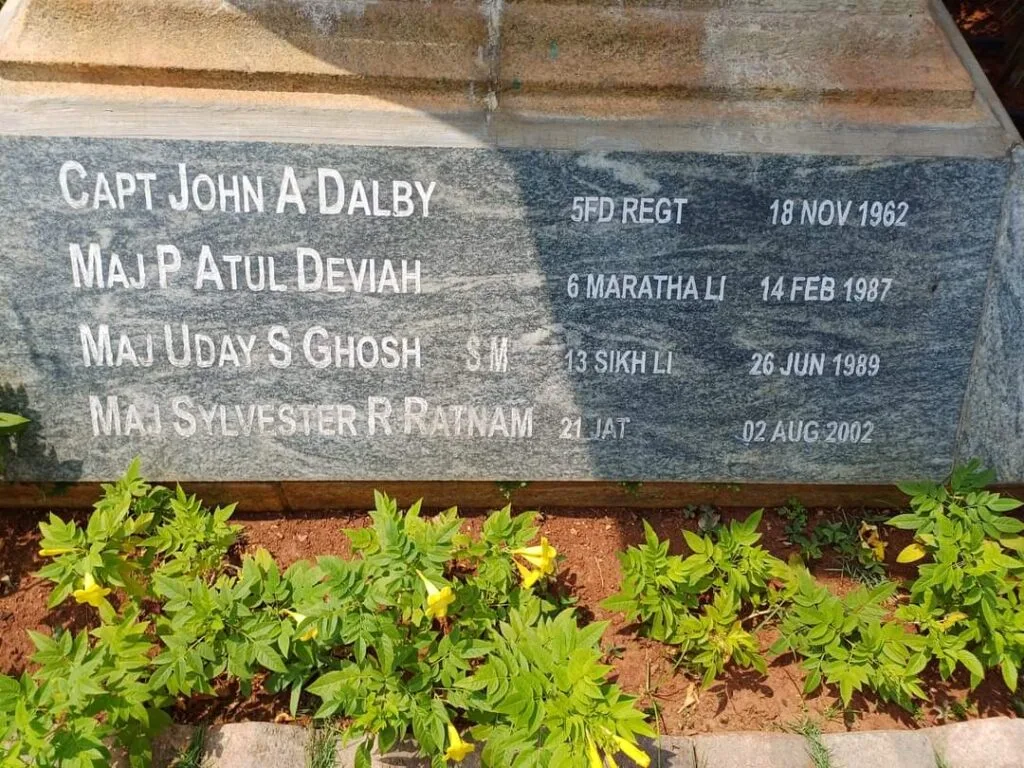 CAPT JOHN A DALBY 5FD REGT 18 NOV 1962
MAJ P ATUL DEVIAH 6 MARATHA LI 14 FEB 1987
MAJ UDAY S GHOSH S M 13 SIKH LI 26 JUN 1989
MAJ SYLVESTER R RATNAM 21 JAT 02 AUG 2002